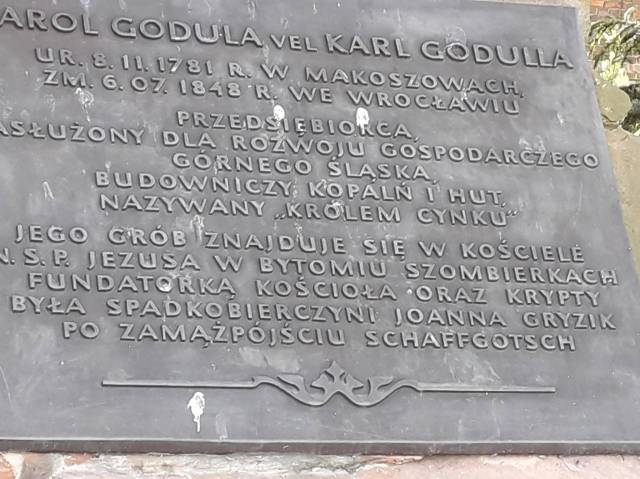 AROL GODULA VEL KARL GODULLA
UR. 8.11.1781 R. W MAKOSZOWACH,
ZM. 6.07.1848 R. WE WROCŁAWIU
PRZEDSIĘBIORCA,
ASŁUŻONY DLA ROZWOJU GOSPODARCZEGO
GÓRNEGO ŚLĄSKA,
BUDOWNICZY KOPALŃ I HUT,
NAZYWANY „KRÓLEM CYNKU”
JEGO GRÓB ZNAJDUJE SIĘ W KOŚCIELE
N.S.P. JEZUSA W BYTOMIU SZOMBIERKACH
FUNDATORKĄ KOŚCIOŁA ORAZ KRYPTY
BYŁA SPADKOBIERCZYNI JOANNA GRYZIK
PO ZAMĄŻPÓJŚCIU SCHAFFGOTSCH